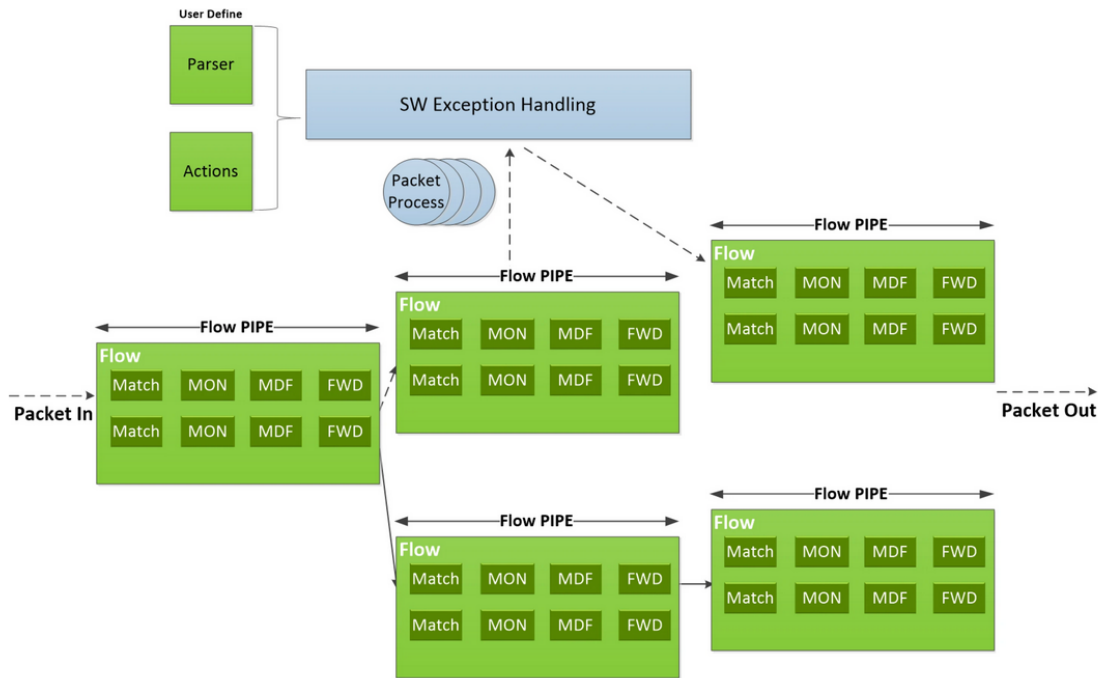 User Define
Parser
SW Exception Handling
Actions
Packet
Process
Flow PIPE
Flow
Match MON MDF FWD
Match MON MDF FWD
Flow PIPE
Flow
Match MON MDF FWD
Match MON MDF FWD
Flow PIPE
Flow
Match MON MDF FWD
Match MON MDF FWD
Packet In
Packet Out
Flow PIPE
Flow
Match MON MDF FWD
Match MON MDF FWD
Flow PIPE
Flow
Match MON MDF FWD
Match MON MDF FWD